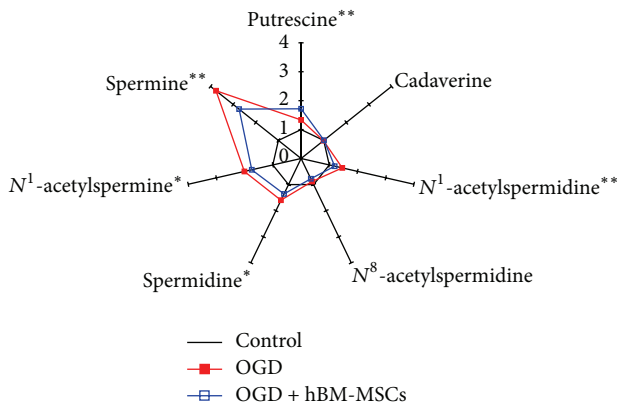 Putrescine**
4
3
2
1
0
Cadaverine
Spermine**
N¹-acetylspermine*
N¹-acetylspermidine**
Spermidine*
N⁸-acetylspermidine
Control
OGD
OGD + hBM-MSCs